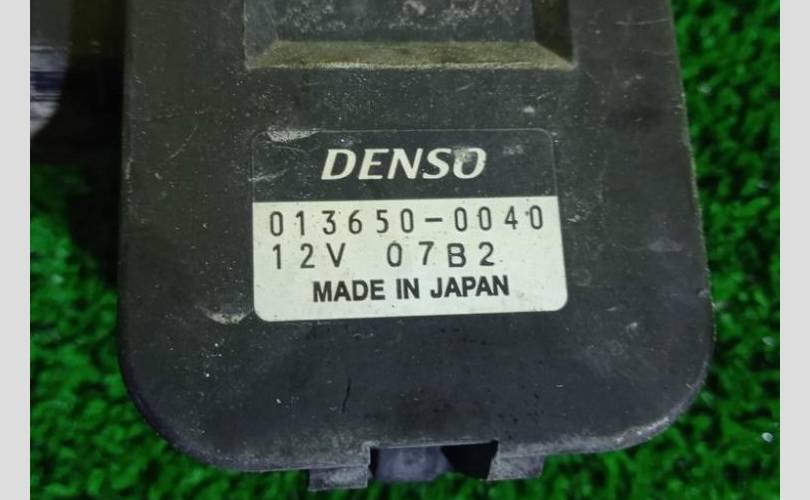 DENSO
013650-0040
12V 07B2
MADE IN JAPAN